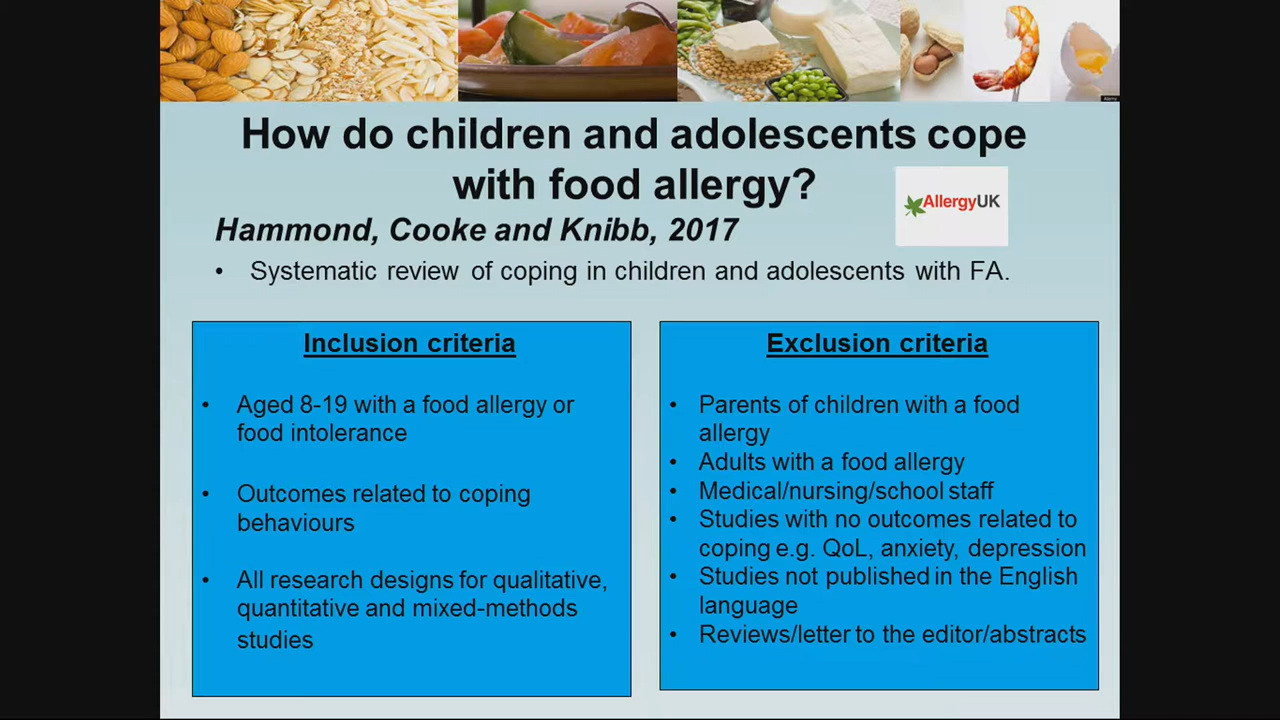 How do children and adolescents cope
with food allergy?
AllergyUK
Hammond, Cooke and Knibb, 2017
• Systematic review of coping in children and adolescents with FA.
Inclusion criteria
• Aged 8-19 with a food allergy or
food intolerance
• Outcomes related to coping
behaviours
• All research designs for qualitative,
quantitative and mixed-methods
studies
Exclusion criteria
• Parents of children with a food
allergy
• Adults with a food allergy
• Medical/nursing/school staff
• Studies with no outcomes related to
coping e.g. QoL, anxiety, depression
• Studies not published in the English
language
• Reviews/letter to the editor/abstracts